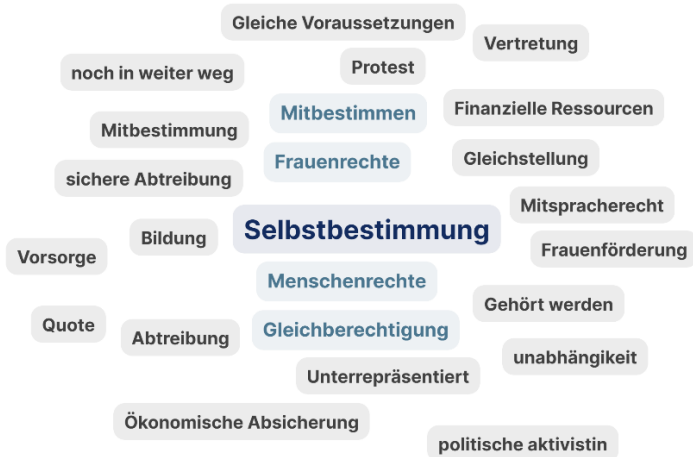 Gleiche Voraussetzungen
Vertretung
noch in weiter weg
Protest
Mitbestimmen
Finanzielle Ressourcen
Mitbestimmung
Frauenrechte
Gleichstellung
sichere Abtreibung
Mitspracherecht
Selbstbestimmung
Bildung
Frauenförderung
Vorsorge
Menschenrechte
Gehört werden
Quote
Gleichberechtigung
Abtreibung
unabhängikeit
Unterrepräsentiert
Ökonomische Absicherung
politische aktivistin